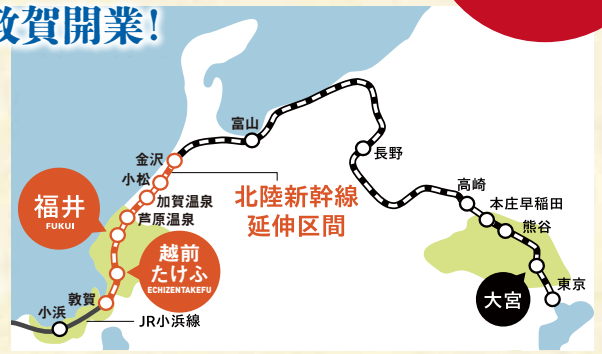 敦賀開業!
富山
金沢
長野
小松
高崎
加賀温泉
北陸新幹線
延伸区間
本庄早稲田
福井
FUKUI
芦原温泉
熊谷
越前
たけふ
ECHIZENTAKEFU
東京
大宮
敦賀
小浜
JR小浜線